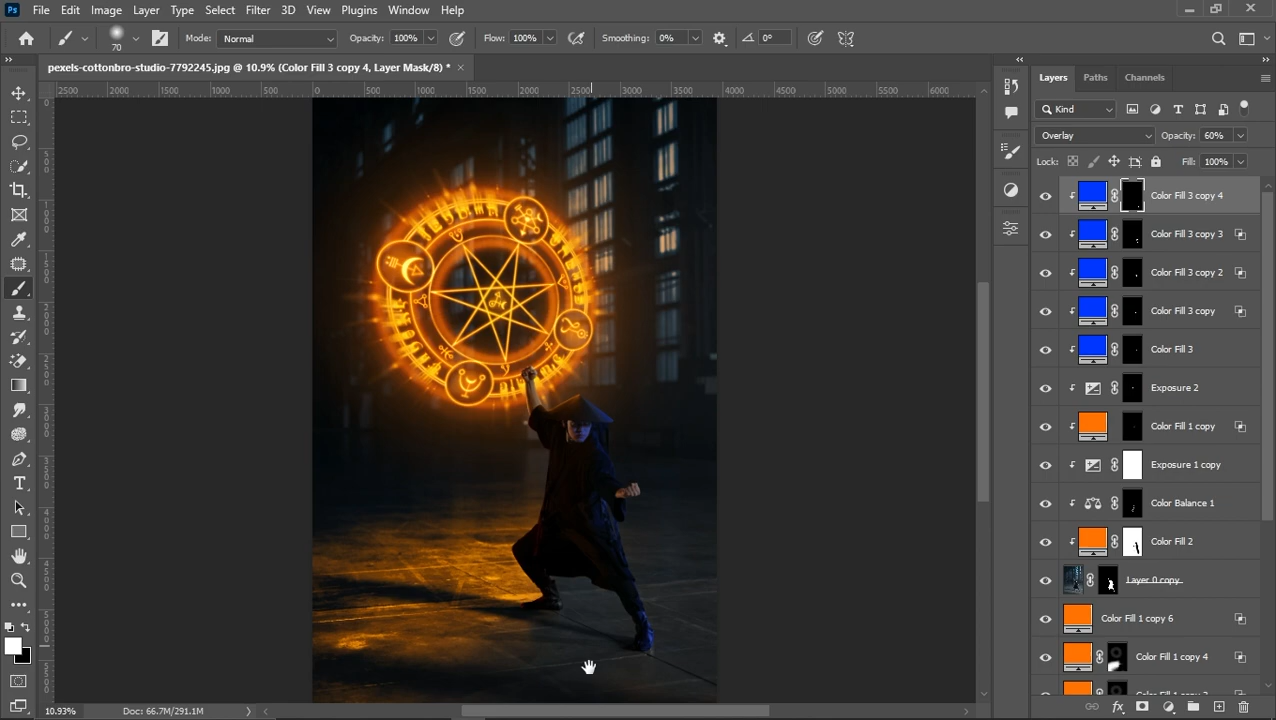 Ps File Edit Image Layer Type Select Filter 3D View Plugins Window Help
70 Mode: Normal Opacity: 100% Flow: 100% Smoothing: 0% 0°
pexels-cottonbro-studio-7792245.jpg @ 10.9% (Color Fill 3 copy 4, Layer Mask/8) *
2500 2000 1500 1000 500 0 500 1000 1500 2000 2500 3000 3500 4000 4500 5000 5500 6000
Layers Paths Channels
Kind
Overlay Opacity: 60%
Lock: Fill: 100%
Color Fill 3 copy 4
Color Fill 3 copy 3
Color Fill 3 copy 2
Color Fill 3 copy
Color Fill 3
Exposure 2
Color Fill 1 copy
Exposure 1 copy
Color Balance 1
Color Fill 2
Layer 0 copy
Color Fill 1 copy 6
Color Fill 1 copy 4
10.93% Doc: 66.7M/291.1M